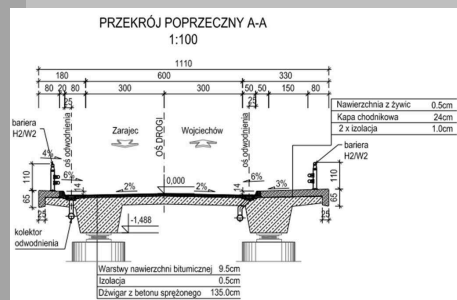 PRZEKRÓJ POPRZECZNY A-A
1:100
1110
180 600 330
80 20 80 300 300 50 50 150 80
25 25
Nawierzchnia z żywic 0.5cm
Kapa chodnikowa 24cm
2 x izolacja 1.0cm
bariera
H2/W2
oś odwodnienia
Zarajec
OŚ DROGI
Wojciechów
oś odwodnienia
bariera
H2/W2
4%
6% 6%
110 14 2% 0,000 2% 14 3% 110
65 65
25 25
-1,488
kolektor
odwodnienia
Warstwy nawierzchni bitumicznej 9.5cm
Izolacja 0.5cm
Dźwigar z betonu sprężonego 135.0cm